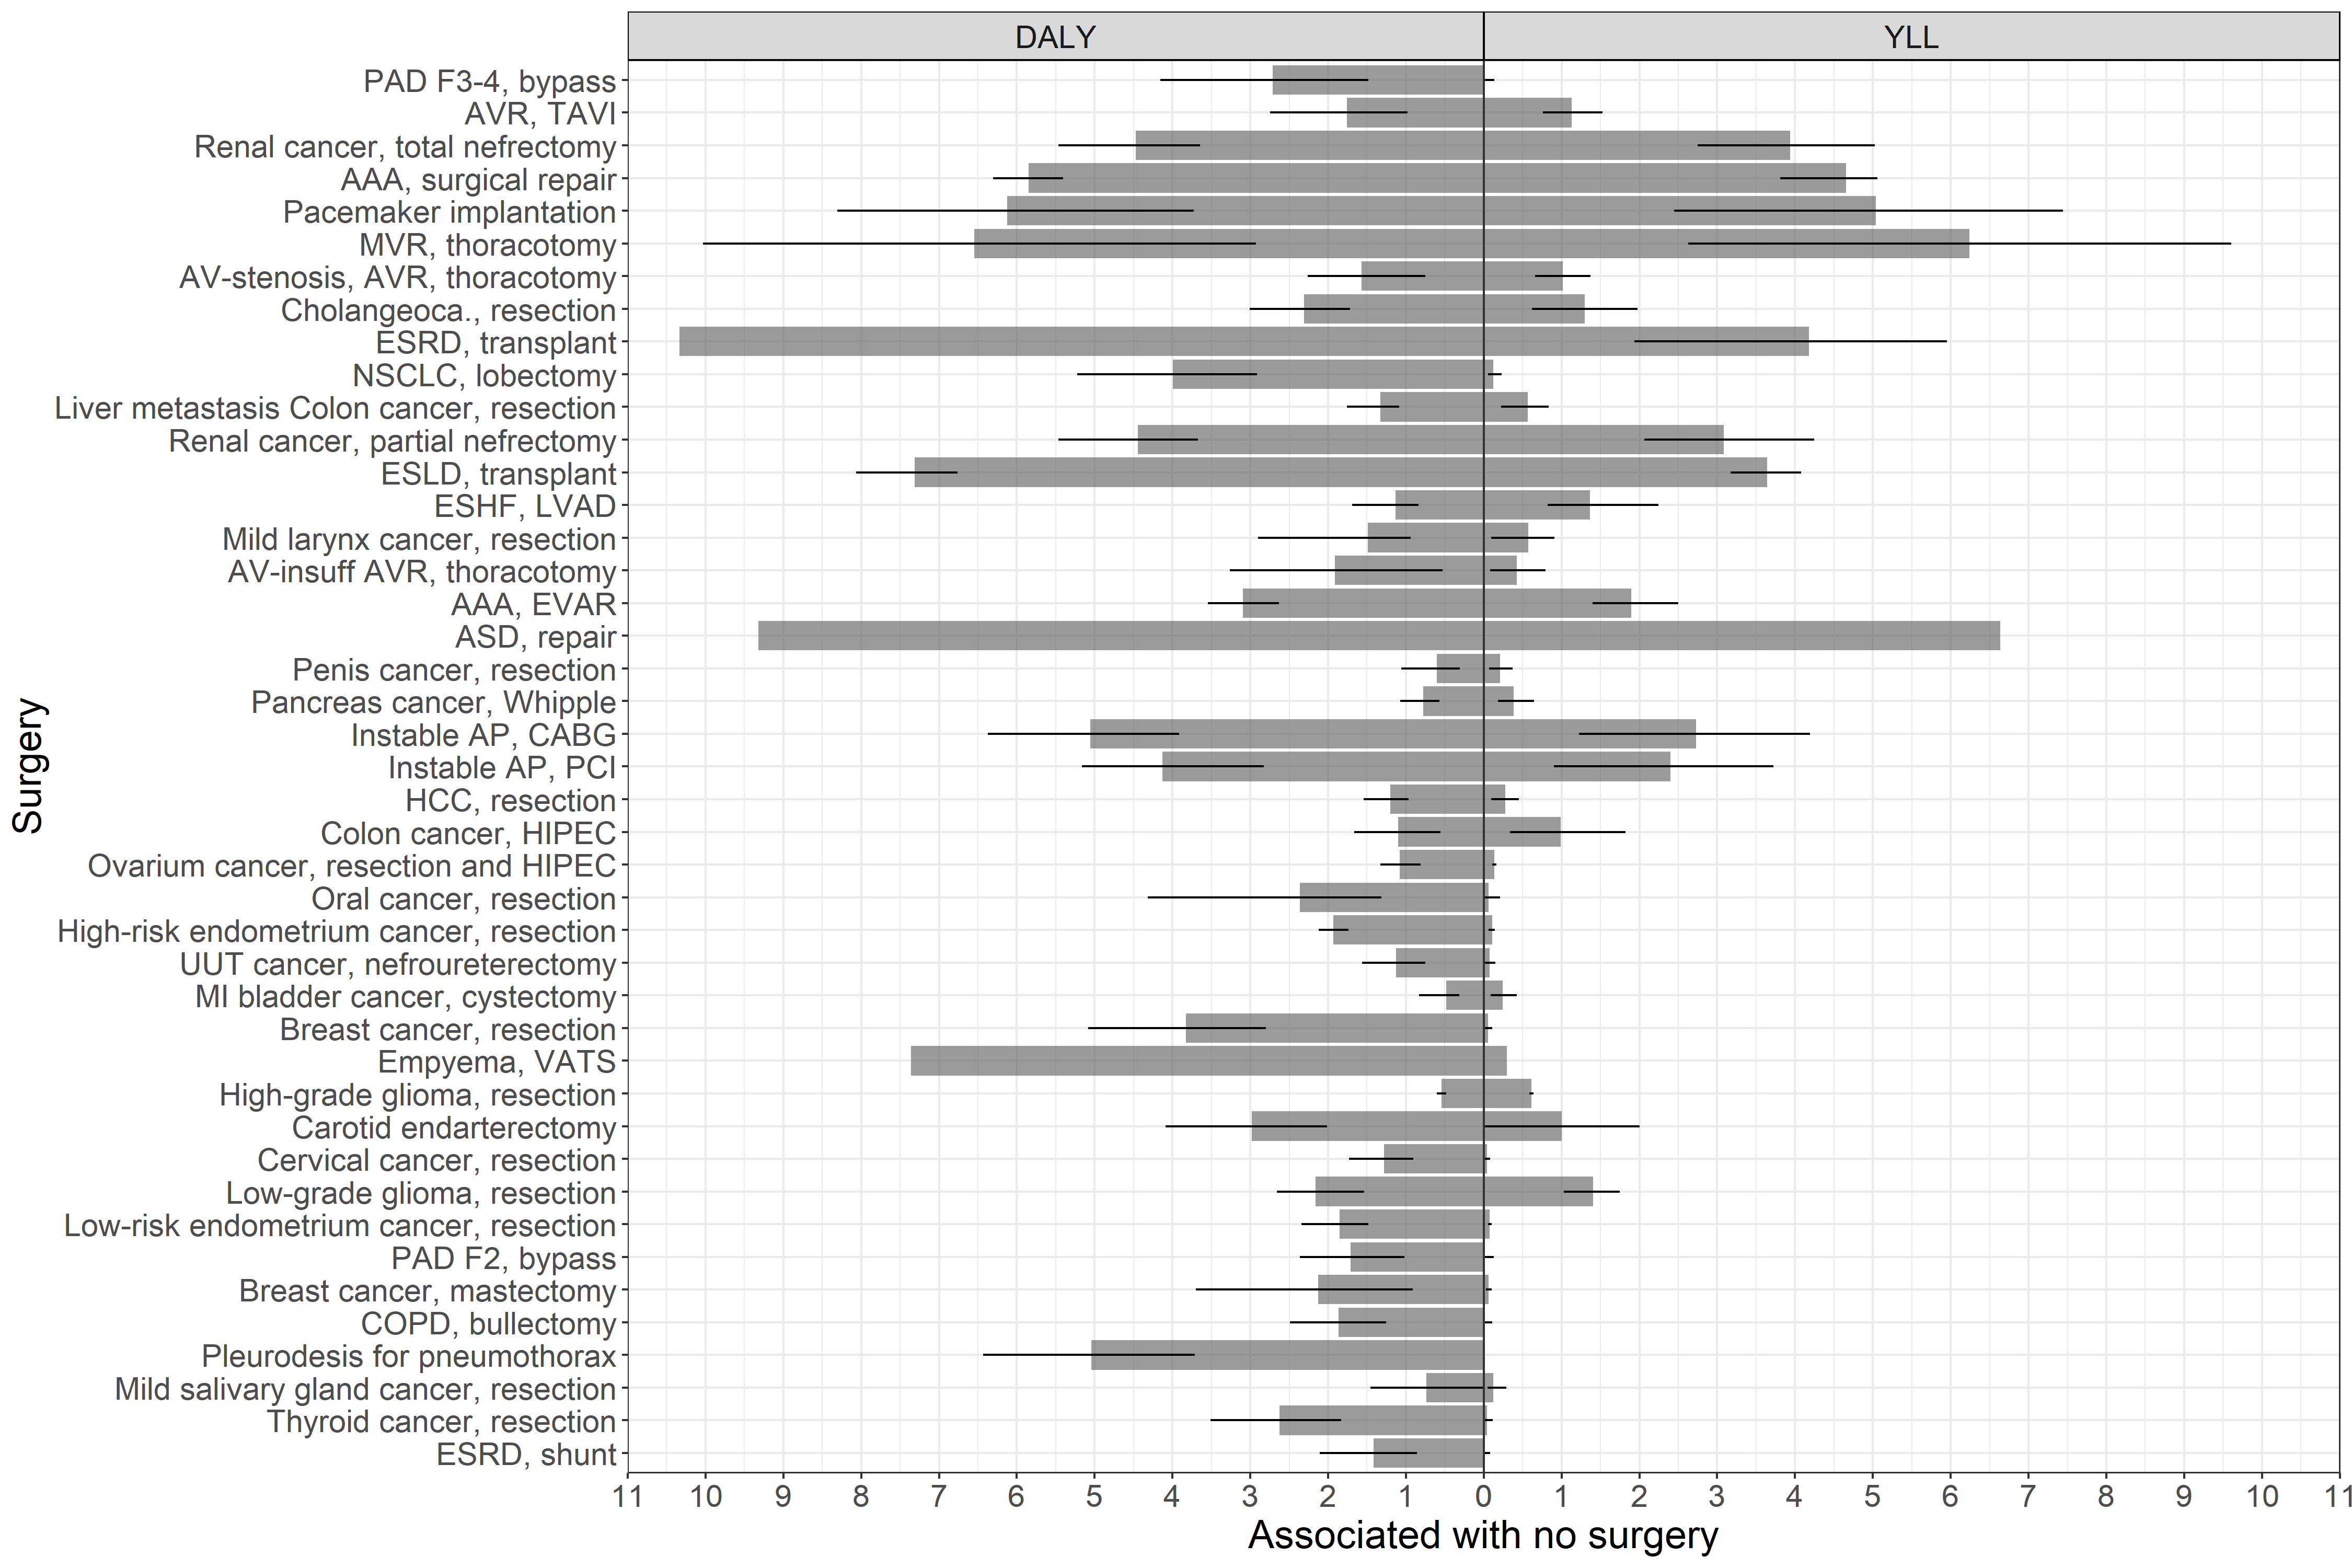 DALY YLL
PAD F3-4, bypass
AVR, TAVI
Renal cancer, total nefrectomy
AAA, surgical repair
Pacemaker implantation
MVR, thoracotomy
AV-stenosis, AVR, thoracotomy
Cholangeoca., resection
ESRD, transplant
NSCLC, lobectomy
Liver metastasis Colon cancer, resection
Renal cancer, partial nefrectomy
ESLD, transplant
ESHF, LVAD
Mild larynx cancer, resection
AV-insuff AVR, thoracotomy
AAA, EVAR
ASD, repair
Penis cancer, resection
Pancreas cancer, Whipple
Instable AP, CABG
Instable AP, PCI
HCC, resection
Colon cancer, HIPEC
Ovarium cancer, resection and HIPEC
Oral cancer, resection
High-risk endometrium cancer, resection
UUT cancer, nefroureterectomy
MI bladder cancer, cystectomy
Breast cancer, resection
Empyema, VATS
High-grade glioma, resection
Carotid endarterectomy
Cervical cancer, resection
Low-grade glioma, resection
Low-risk endometrium cancer, resection
PAD F2, bypass
Breast cancer, mastectomy
COPD, bullectomy
Pleurodesis for pneumothorax
Mild salivary gland cancer, resection
Thyroid cancer, resection
ESRD, shunt
Surgery
11 10 9 8 7 6 5 4 3 2 1 0 1 2 3 4 5 6 7 8 9 10 11
Associated with no surgery